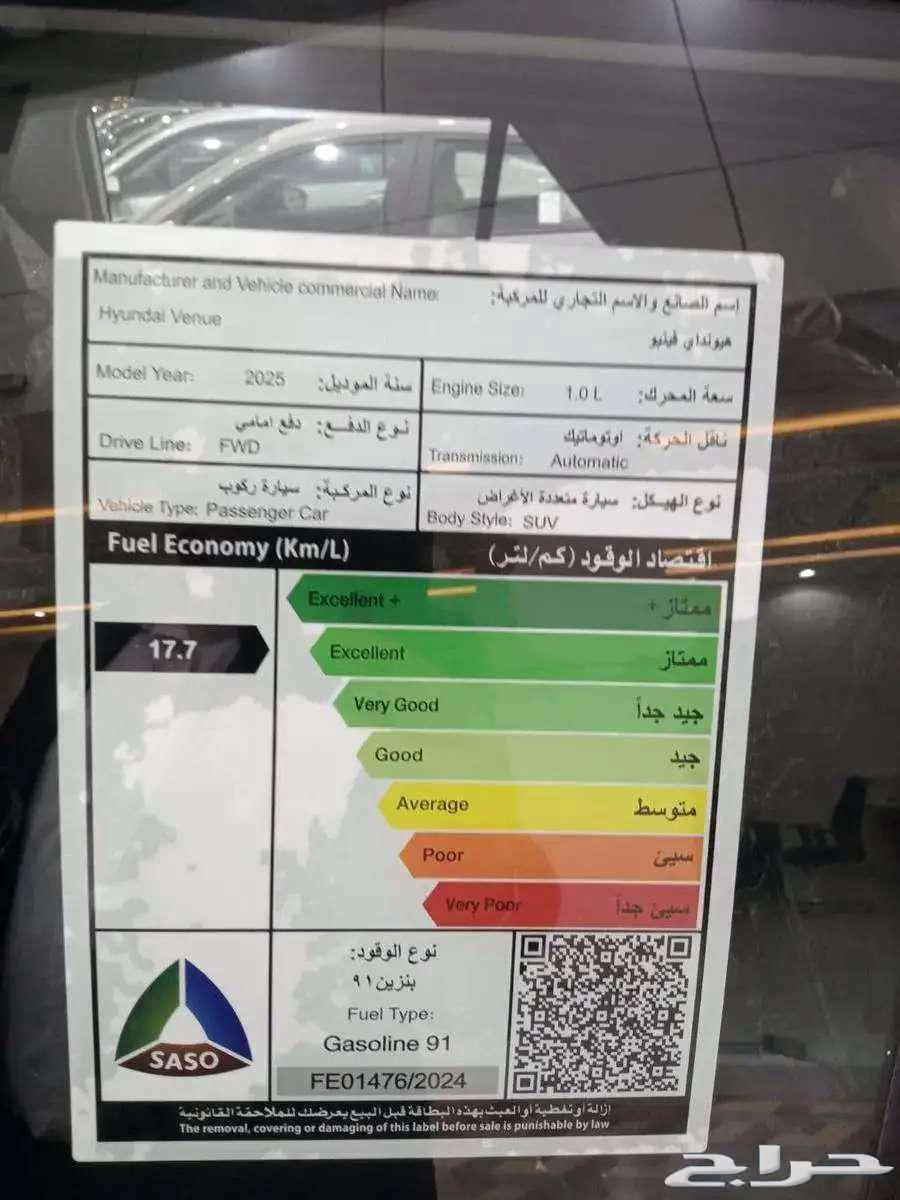 Manufacturer and Vehicle commercial Name:
إسم الصانع والاسم التجاري للمركبة:
Hyundai Venue
هيونداي فينيو
Model Year: 2025 سنة الموديل:
Engine Size: 1.0 L سعة المحرك:
نوع الدفع: دفع امامي
Drive Line: FWD
ناقل الحركة: اوتوماتيك
Transmission: Automatic
نوع المركبة: سيارة ركوب
Vehicle Type: Passenger Car
نوع الهيكل: سيارة متعددة الأغراض
Body Style: SUV
Fuel Economy (Km/L) اقتصاد الوقود (كم/لتر)
Excellent + ممتاز +
17.7
Excellent ممتاز
Very Good جيد جداً
Good جيد
Average متوسط
Poor سيئ
Very Poor سيئ جداً
SASO
نوع الوقود:
بنزين ٩١
Fuel Type:
Gasoline 91
FE01476/2024
إزالة أو تغطية أو العبث بهذه البطاقة قبل البيع يعرضك للملاحقة القانونية
The removal, covering or damaging of this label before sale is punishable by law
حراج